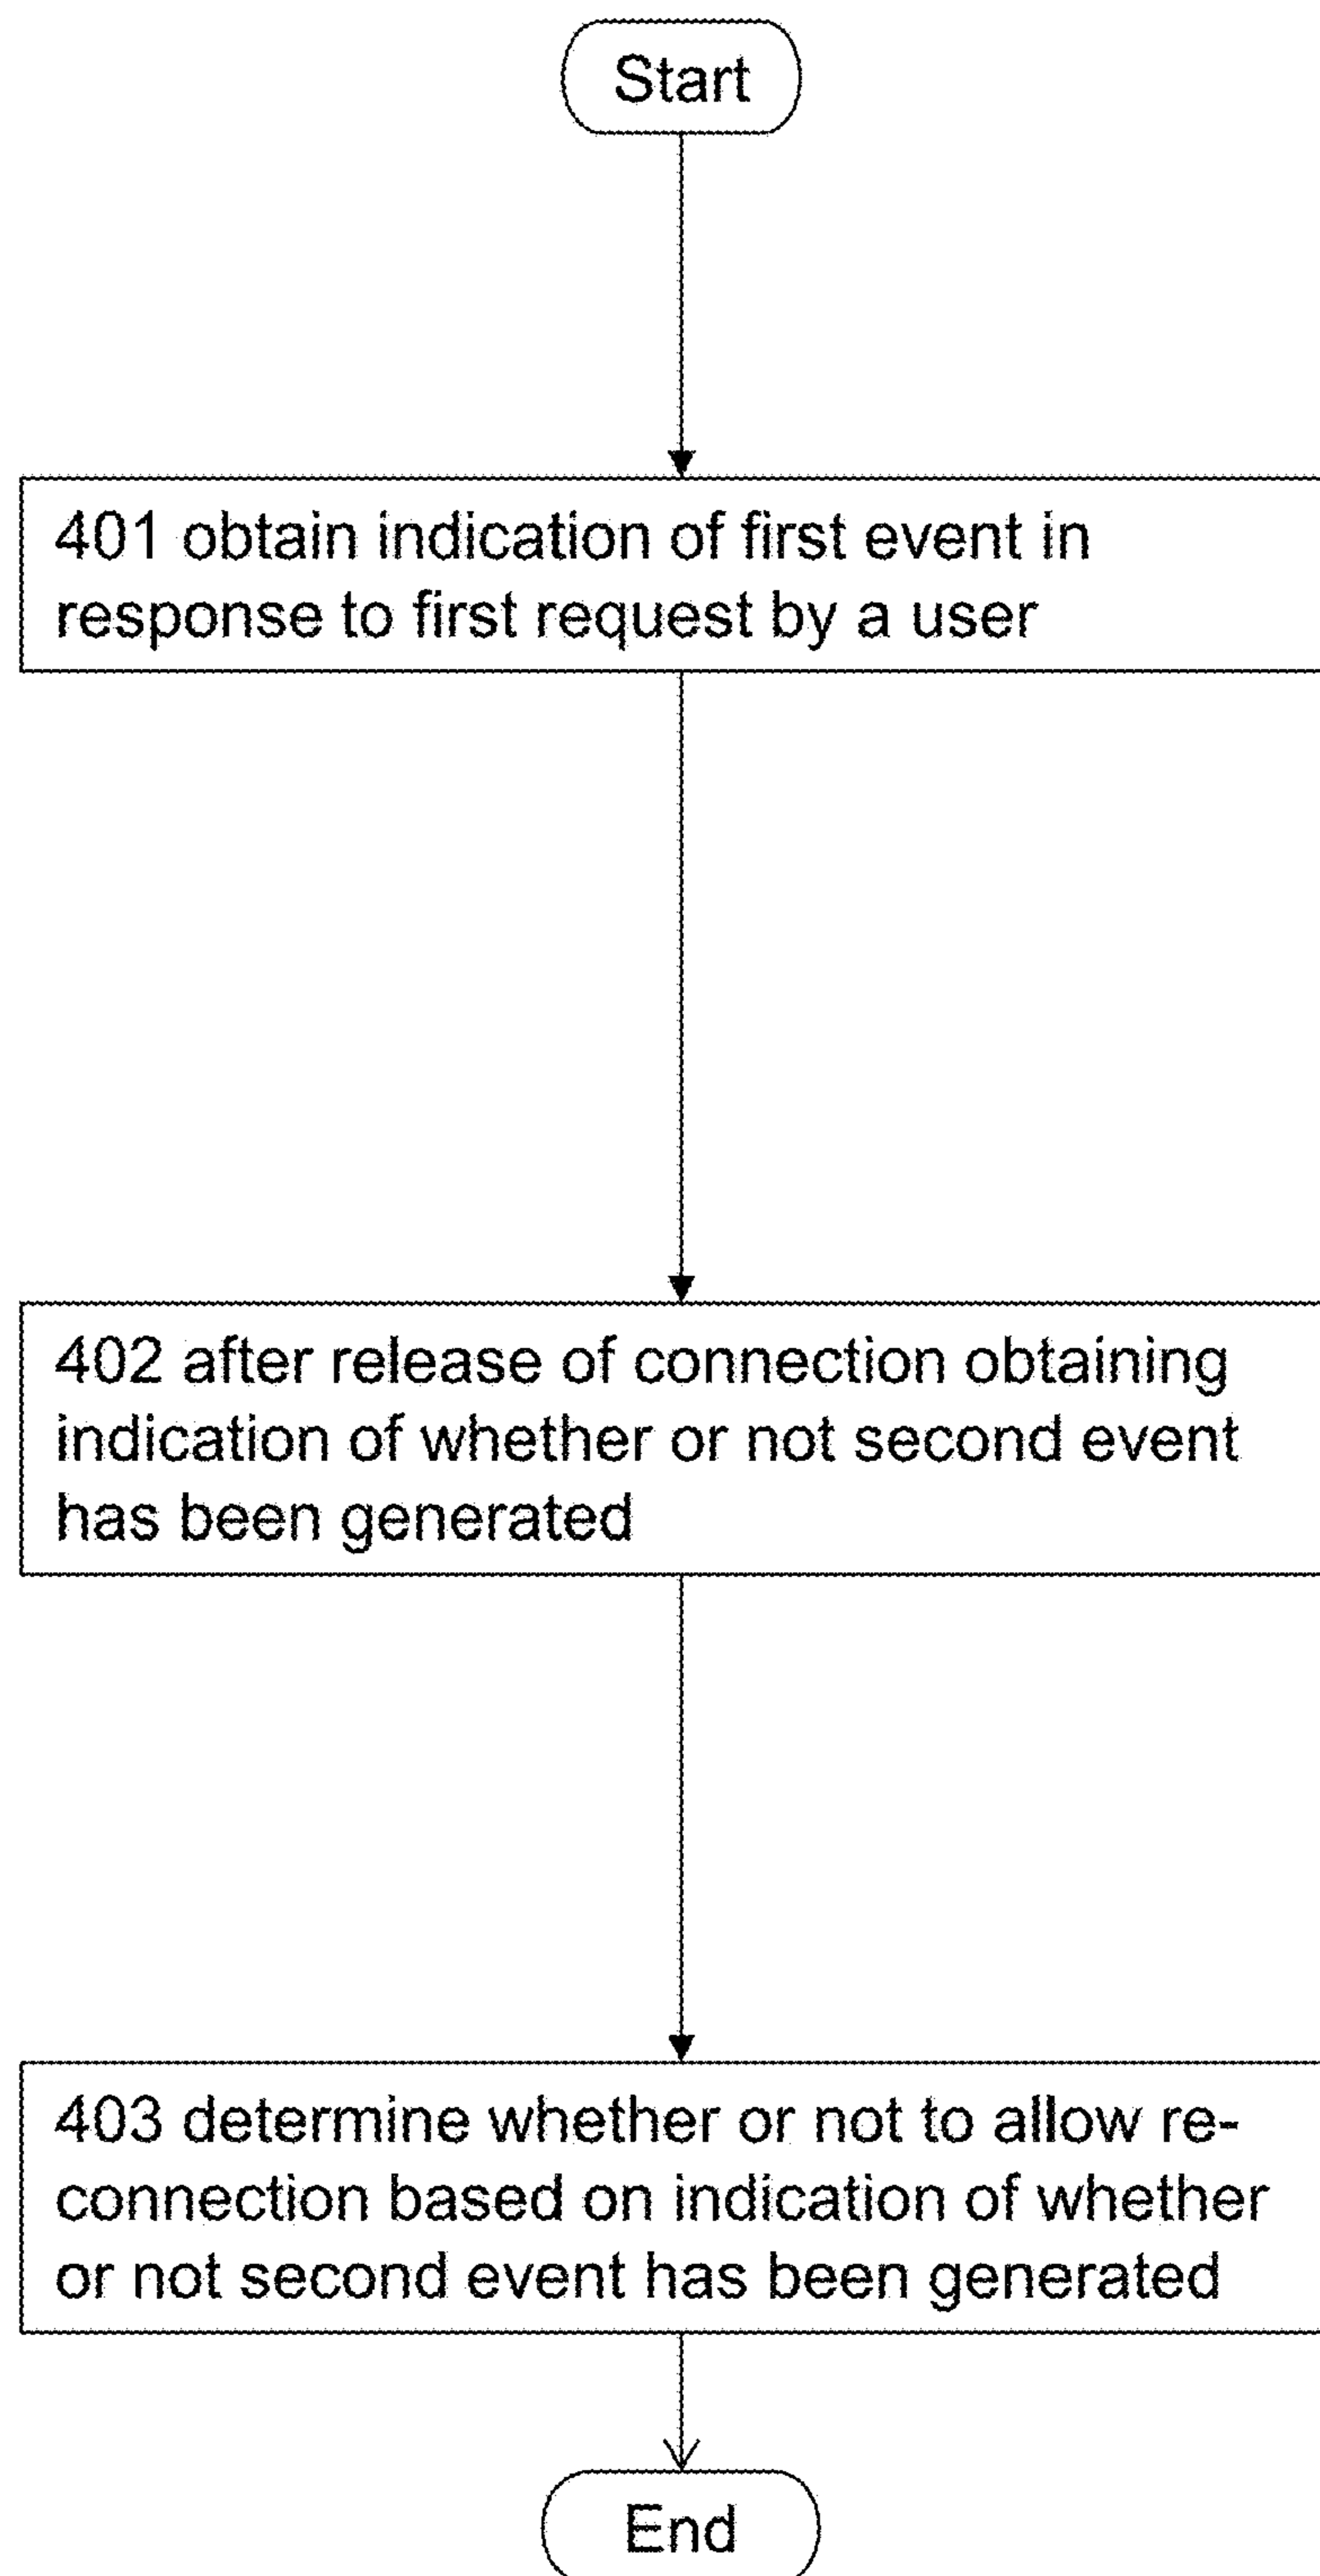 Start
401 obtain indication of first event in
response to first request by a user
402 after release of connection obtaining
indication of whether or not second event
has been generated
403 determine whether or not to allow re-
connection based on indication of whether
or not second event has been generated
End